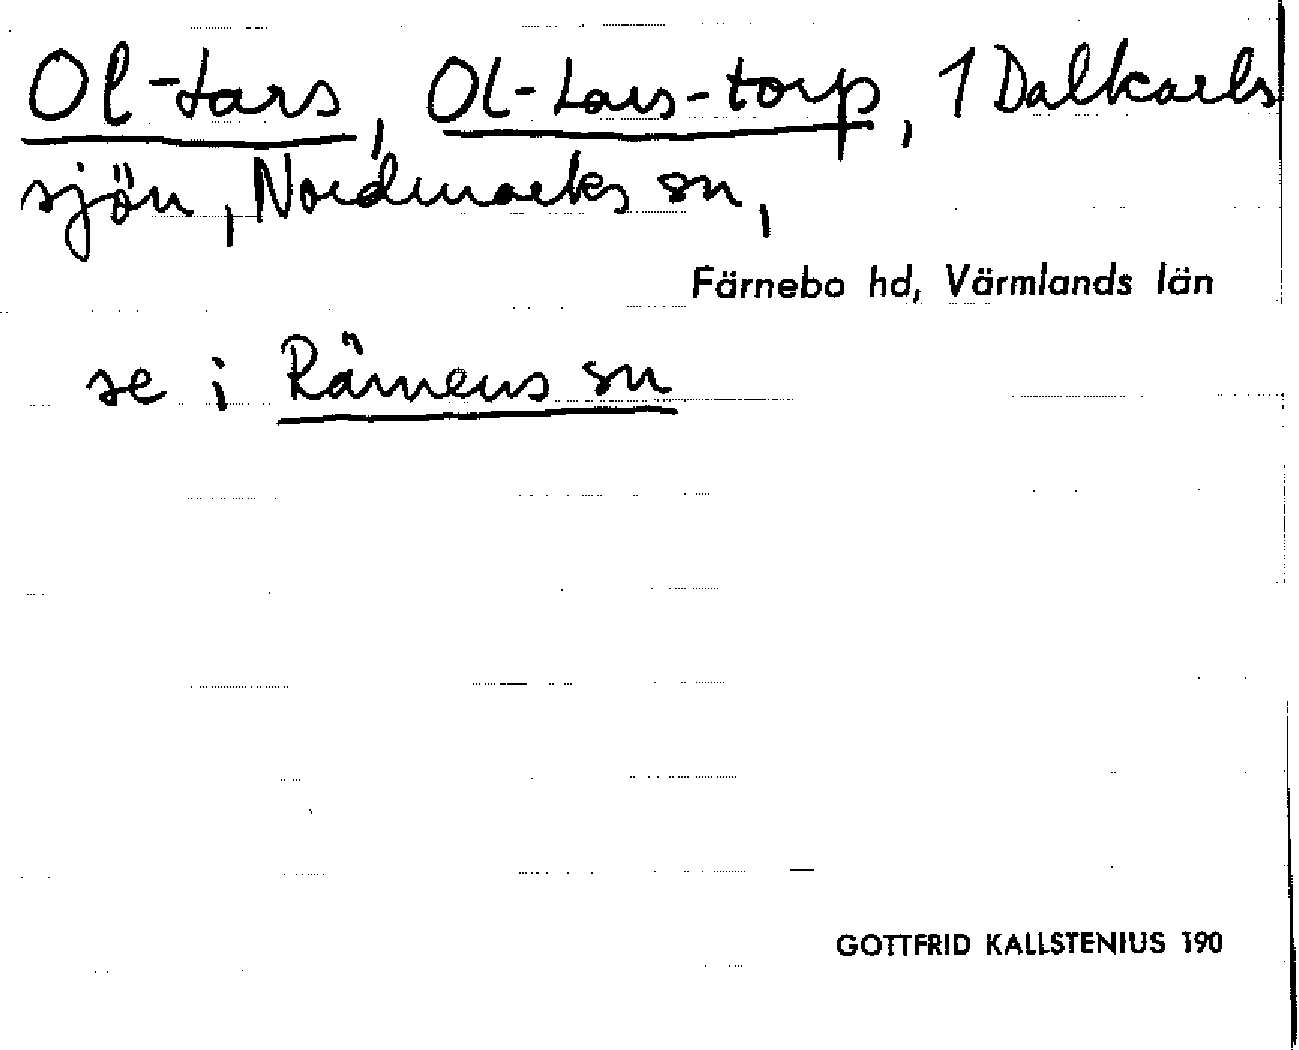 Ol-Lars, Ol-Lars-torp, 1 Dalkarls
sjön, Nordmarks sn,
Färnebo hd, Värmlands län
se i Rämens sn
GOTTFRID KALLSTENIUS 190